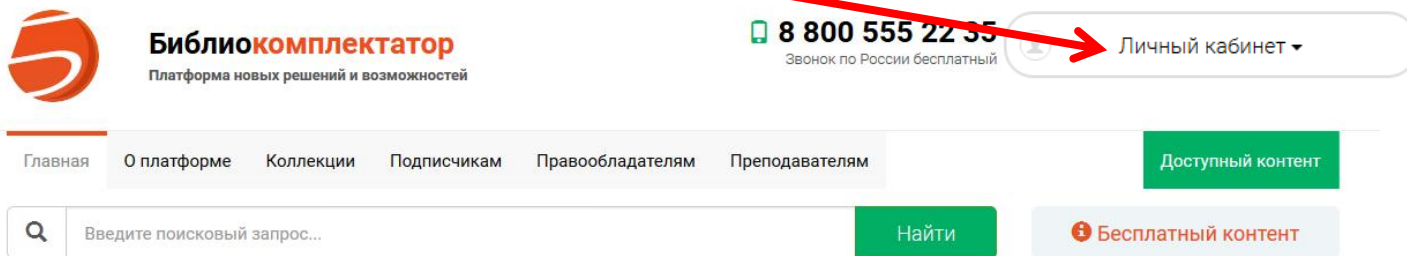 Библиокомплектатор
Платформа новых решений и возможностей
8 800 555 22 35
Звонок по России бесплатный
Личный кабинет
Главная О платформе Коллекции Подписчикам Правообладателям Преподавателям Доступный контент
Введите поисковый запрос... Найти Бесплатный контент